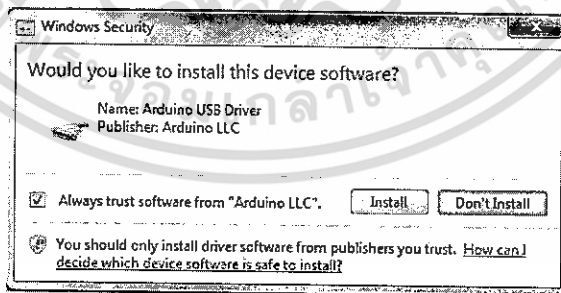 Windows Security
Would you like to install this device software?
Name: Arduino USB Driver
Publisher: Arduino LLC
Always trust software from "Arduino LLC".
Install
Don't Install
You should only install driver software from publishers you trust. How can I
decide which device software is safe to install?